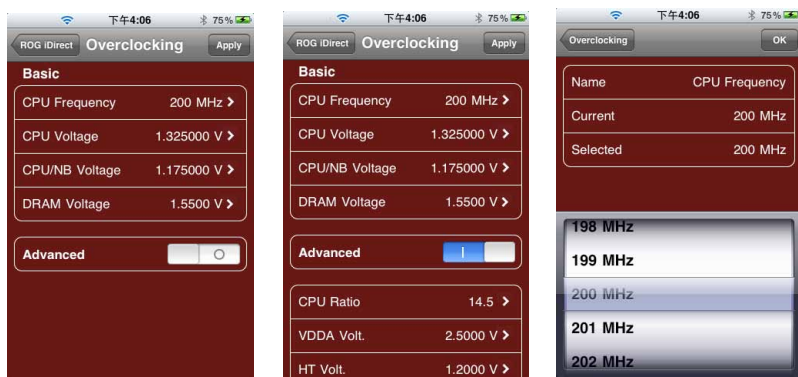 下午4:06 75%
ROG iDirect Overclocking Apply
Basic
CPU Frequency 200 MHz
CPU Voltage 1.325000 V
CPU/NB Voltage 1.175000 V
DRAM Voltage 1.5500 V
Advanced
下午4:06 75%
ROG iDirect Overclocking Apply
Basic
CPU Frequency 200 MHz
CPU Voltage 1.325000 V
CPU/NB Voltage 1.175000 V
DRAM Voltage 1.5500 V
Advanced
CPU Ratio 14.5
VDDA Volt. 2.5000 V
HT Volt. 1.2000 V
下午4:06 75%
Overclocking OK
Name CPU Frequency
Current 200 MHz
Selected 200 MHz
198 MHz
199 MHz
200 MHz
201 MHz
202 MHz